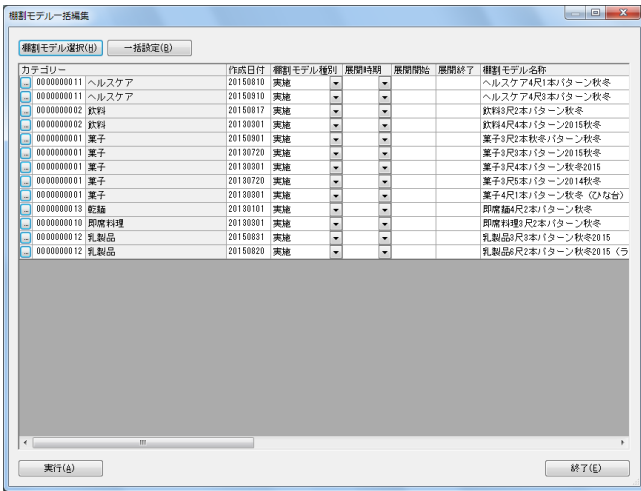 棚割モデル一括編集
棚割モデル選択(H) 一括設定(B)
カテゴリー 作成日付 棚割モデル種別 展開時期 展開開始 展開終了 棚割モデル名称
... 0000000011 ヘルスケア 20150810 実施 ヘルスケア4尺1本パターン秋冬
... 0000000011 ヘルスケア 20150910 実施 ヘルスケア4尺3本パターン秋冬
... 0000000002 飲料 20150817 実施 飲料3尺2本パターン秋冬
... 0000000002 飲料 20130301 実施 飲料4尺4本パターン2015秋冬
... 0000000001 菓子 20150901 実施 菓子3尺2本秋冬パターン秋冬
... 0000000001 菓子 20130720 実施 菓子3尺3本パターン2015秋冬
... 0000000001 菓子 20130301 実施 菓子3尺4本パターン秋冬2015
... 0000000001 菓子 20130720 実施 菓子3尺5本パターン2014秋冬
... 0000000001 菓子 20130301 実施 菓子4尺1本パターン秋冬（ひな台）
... 0000000013 乾麺 20130101 実施 即席麺4尺2本パターン秋冬
... 0000000010 即席料理 20130301 実施 即席料理3尺2本パターン秋冬
... 0000000012 乳製品 20150831 実施 乳製品3尺3本パターン秋冬2015
... 0000000012 乳製品 20150820 実施 乳製品6尺2本パターン秋冬2015（ラ
実行(A) 終了(E)